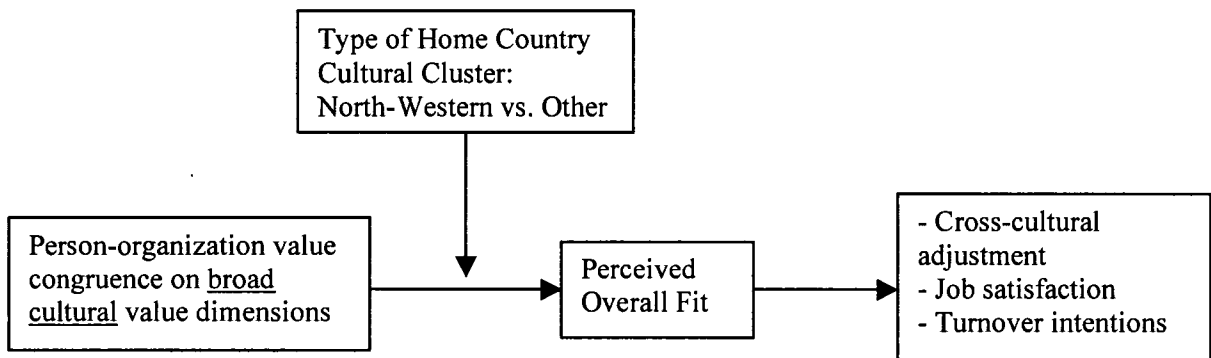 Type of Home Country
Cultural Cluster:
North-Western vs. Other
Person-organization value
congruence on broad
cultural value dimensions
Perceived
Overall Fit
- Cross-cultural
adjustment
- Job satisfaction
- Turnover intentions